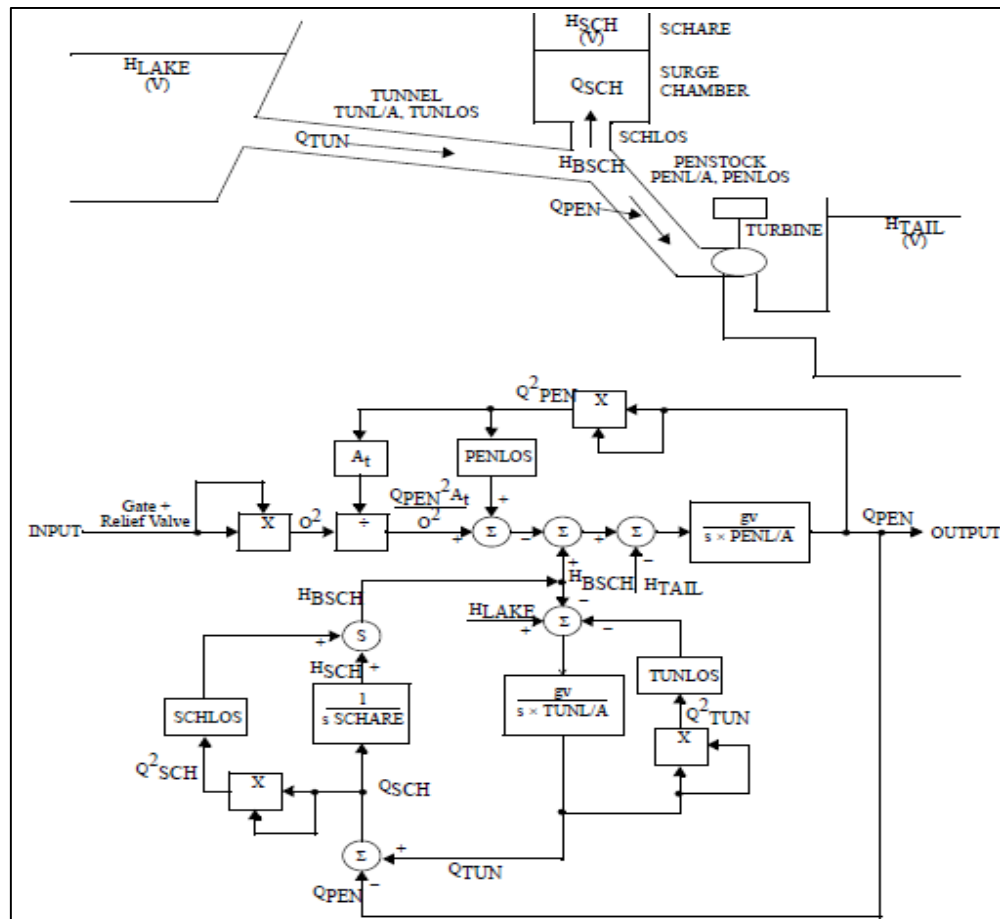 HSCH
(V)
SCHARE
HLAKE
(V)
SURGE
CHAMBER
QSCH
TUNNEL
TUNL/A, TUNLOS
SCHLOS
QTUN
HBSCH
PENSTOCK
PENL/A, PENLOS
QPEN
TURBINE
HTAIL
(V)
Q2PEN
X
At
PENLOS
Gate +
Relief Valve
QPEN2At
+
INPUT
X
O2
÷
O2
+
Σ
−
Σ
+
Σ
gv
s × PENL/A
QPEN
OUTPUT
+
−
HBSCH
HTAIL
HBSCH
−
HLAKE
+
Σ
−
+
S
HSCH
+
TUNLOS
SCHLOS
1
s SCHARE
gv
s × TUNL/A
Q2TUN
X
Q2SCH
X
QSCH
Σ
+
QTUN
QPEN
−